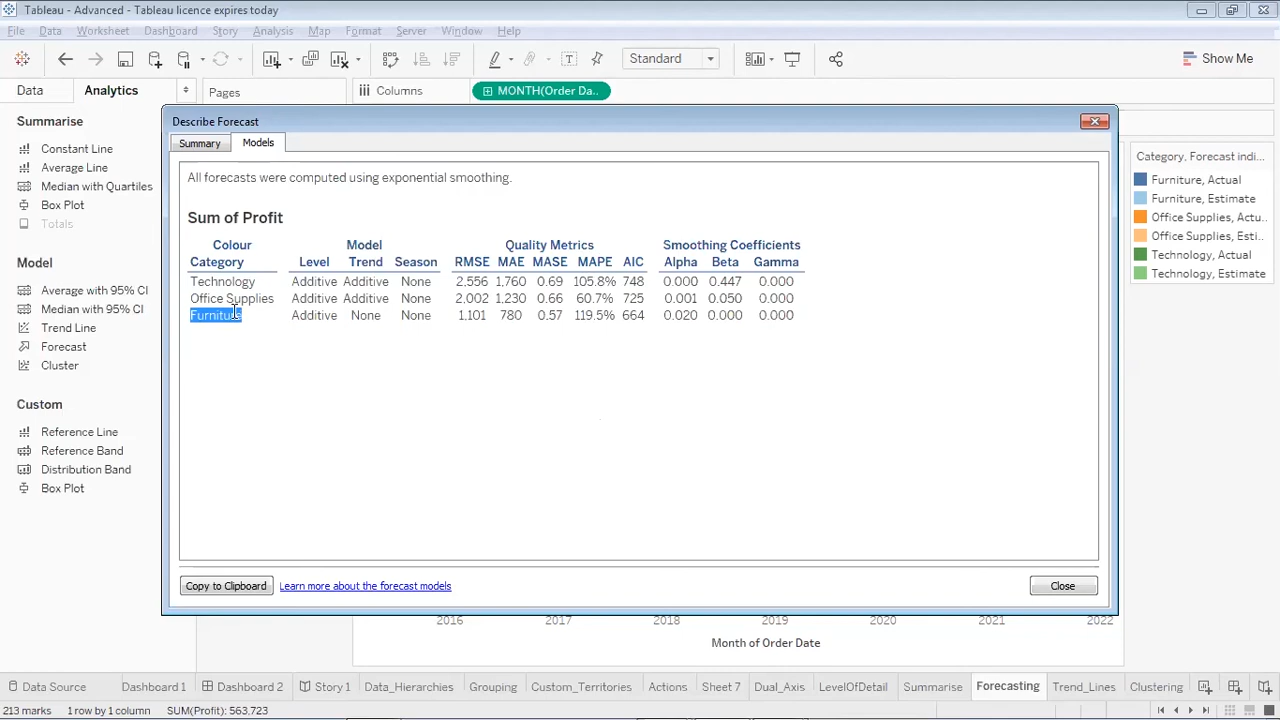 Tableau - Advanced - Tableau licence expires today
File Data Worksheet Dashboard Story Analysis Map Format Server Window Help
Standard Show Me
Data Analytics Pages Columns MONTH(Order Da..
Describe Forecast
Summary Models
Summarise
Constant Line
Average Line
Median with Quartiles
Box Plot
Totals
Model
Average with 95% CI
Median with 95% CI
Trend Line
Forecast
Cluster
Custom
Reference Line
Reference Band
Distribution Band
Box Plot
All forecasts were computed using exponential smoothing.
Sum of Profit
Colour Model Quality Metrics Smoothing Coefficients
Category Level Trend Season RMSE MAE MASE MAPE AIC Alpha Beta Gamma
Technology Additive Additive None 2,556 1,760 0.69 105.8% 748 0.000 0.447 0.000
Office Supplies Additive Additive None 2,002 1,230 0.66 60.7% 725 0.001 0.050 0.000
Furniture Additive None None 1,101 780 0.57 119.5% 664 0.020 0.000 0.000
Copy to Clipboard Learn more about the forecast models Close
Category, Forecast indi...
Furniture, Actual
Furniture, Estimate
Office Supplies, Actu..
Office Supplies, Esti..
Technology, Actual
Technology, Estimate
2016 2017 2018 2019 2020 2021 2022
Month of Order Date
Data Source Dashboard 1 Dashboard 2 Story 1 Data_Hierarchies Grouping Custom_Territories Actions Sheet 7 Dual_Axis LevelOfDetail Summarise Forecasting Trend_Lines Clustering
213 marks 1 row by 1 column SUM(Profit): 563,723